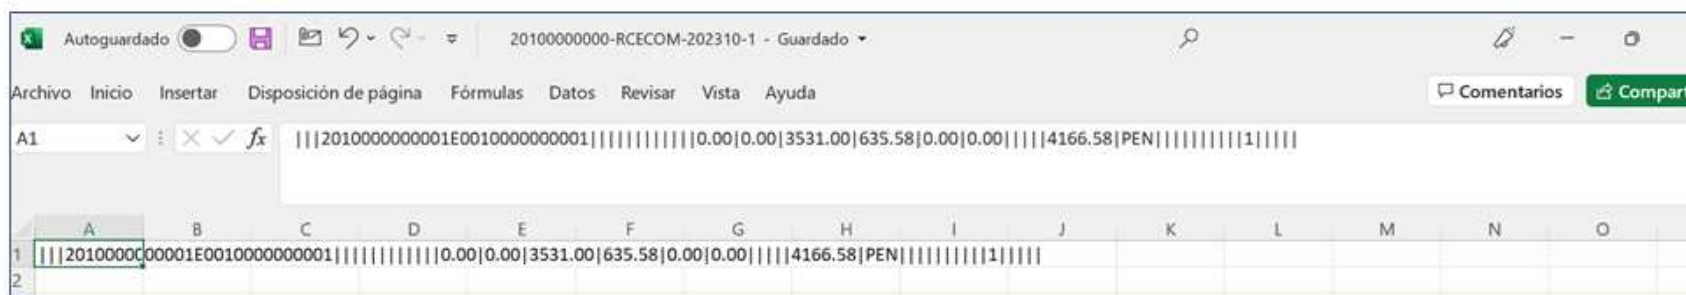 Autoguardado 20100000000-RCECOM-202310-1 - Guardado
Archivo Inicio Insertar Disposición de página Fórmulas Datos Revisar Vista Ayuda Comentarios Compart
A1 fx |||2010000000001E0010000000001||||||||||||0.00|0.00|3531.00|635.58|0.00|0.00|||||4166.58|PEN||||||||||1|||||
A B C D E F G H I J K L M N O
1 |||2010000000001E0010000000001||||||||||||0.00|0.00|3531.00|635.58|0.00|0.00|||||4166.58|PEN||||||||||1|||||
2